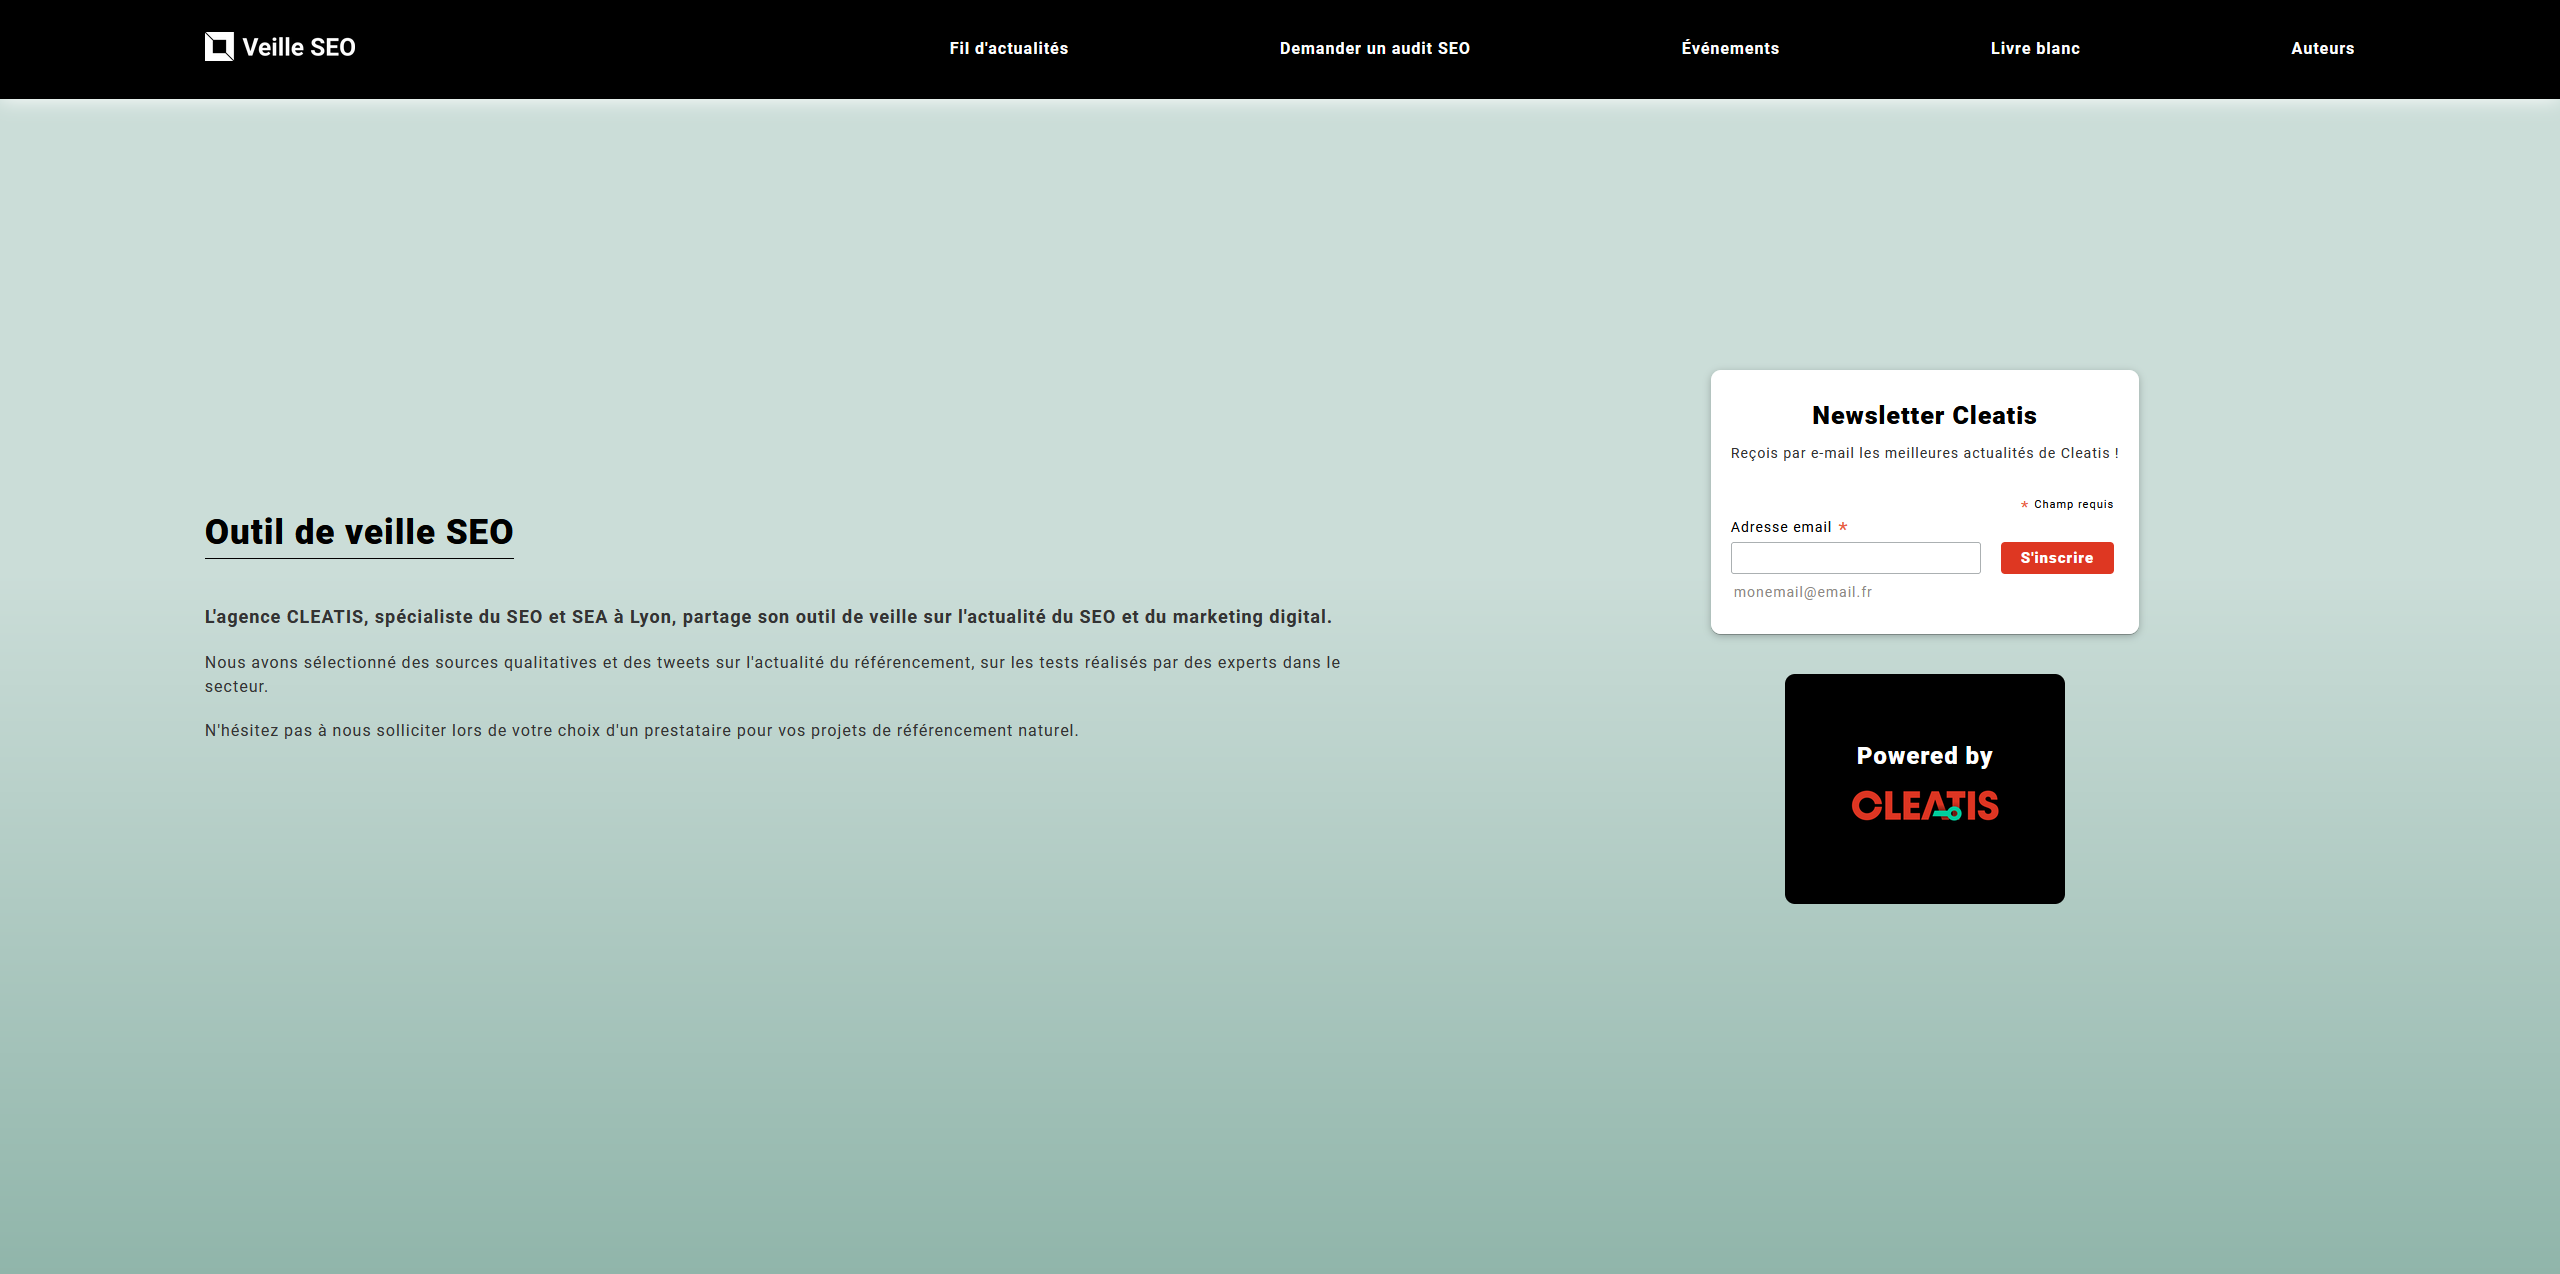 Veille SEO
Fil d'actualités
Demander un audit SEO
Événements
Livre blanc
Auteurs
Outil de veille SEO
L'agence CLEATIS, spécialiste du SEO et SEA à Lyon, partage son outil de veille sur l'actualité du SEO et du marketing digital.
Nous avons sélectionné des sources qualitatives et des tweets sur l'actualité du référencement, sur les tests réalisés par des experts dans le
secteur.
N'hésitez pas à nous solliciter lors de votre choix d'un prestataire pour vos projets de référencement naturel.
Newsletter Cleatis
Reçois par e-mail les meilleures actualités de Cleatis !
* Champ requis
Adresse email *
S'inscrire
monemail@email.fr
Powered by
CLEATIS